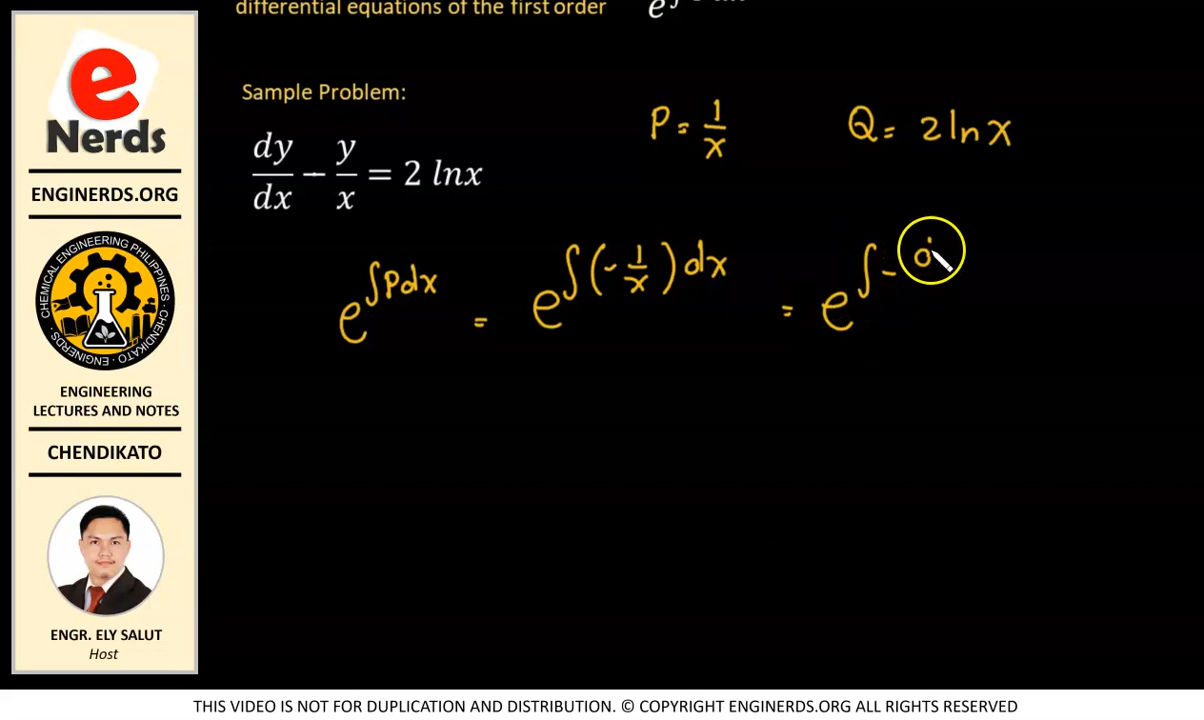 differential equations of the first order
e
Nerds
ENGINERDS.ORG
CHEMICAL ENGINEERING PHILIPPINES · CHENDIKATO ·
ENGINERDS
ENGINEERING
LECTURES AND NOTES
CHENDIKATO
ENGR. ELY SALUT
Host
Sample Problem:
dy/dx − y/x = 2 lnx
P = 1/x
Q = 2 ln x
e^∫Pdx = e^∫(-1/x)dx = e^∫-
THIS VIDEO IS NOT FOR DUPLICATION AND DISTRIBUTION. © COPYRIGHT ENGINERDS.ORG ALL RIGHTS RESERVED